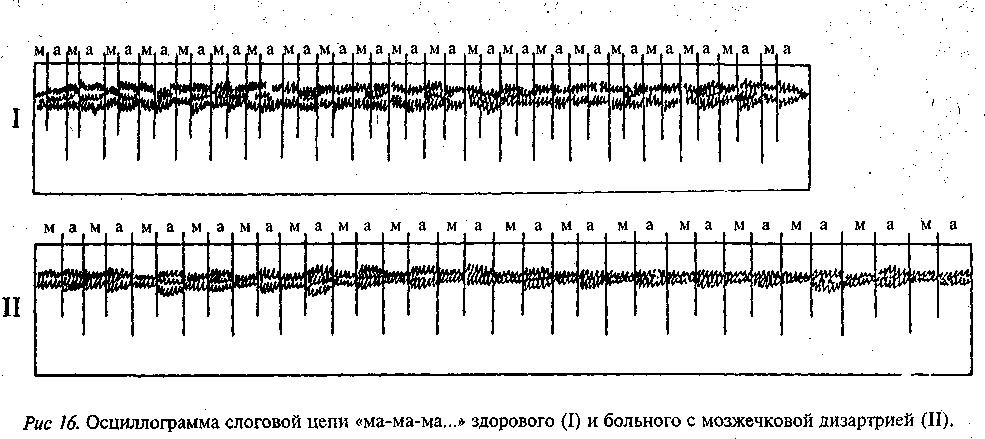 м а м а м а м а м а м а м а м а м а м а м а м а м а м а м а м а м а м а м а м а м а
I
м а м а м а м а м а м а м а м а м а м а м а м а м а м а м а м а м а
II
Рис 16. Осциллограмма слоговой цепи «ма-ма-ма...» здорового (I) и больного с мозжечковой дизартрией (II).